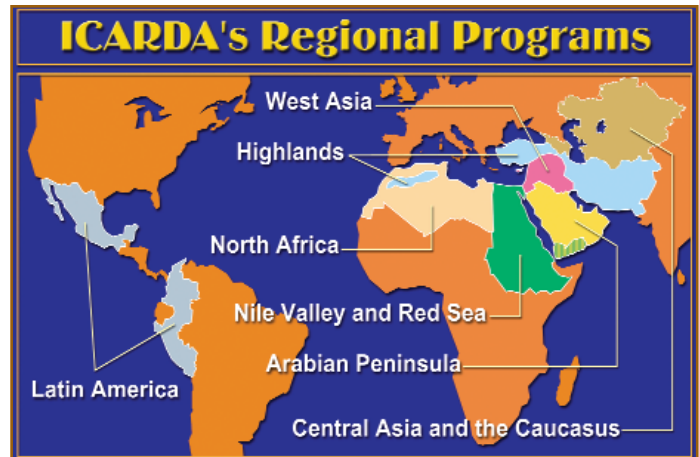 ICARDA's Regional Programs
West Asia
Highlands
North Africa
Nile Valley and Red Sea
Arabian Peninsula
Latin America
Central Asia and the Caucasus